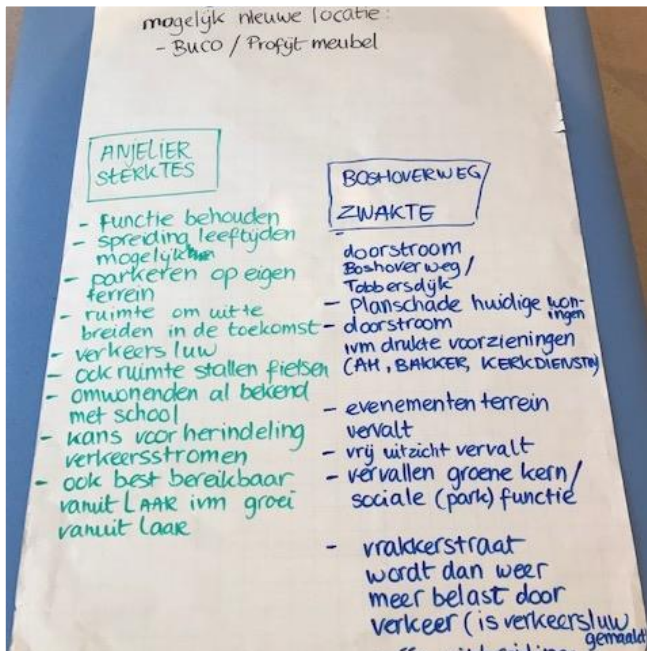 mogelijk nieuwe locatie:
- BUCO / Profijt meubel
ANJELIER
STERKTES
- functie behouden
- spreiding leeftijden
mogelijk
- parkeren op eigen
terrein
- ruimte om uit te
breiden in de toekomst
- verkeers luw
- ook ruimte stallen fietsen
- omwonenden al bekend
met school
- kans voor herindeling
verkeersstromen
- ook best bereikbaar
vanuit LAAR ivm groei
vanuit laar
BOSHOVERWEG/
ZWAKTE
-
doorstroom
Boshoverweg/
Tobbersdijk
- Planschade huidige won-
ingen
- doorstroom
ivm drukte voorzieningen
(AH, BAKKER, KERKDIENSTEN)
- evenementen terrein
vervalt
- vrij uitzicht vervalt
- vervallen groene kern/
sociale (park) functie
- vrakkerstraat
wordt dan weer
meer belast door
verkeer (is verkeersluw
gemaakt